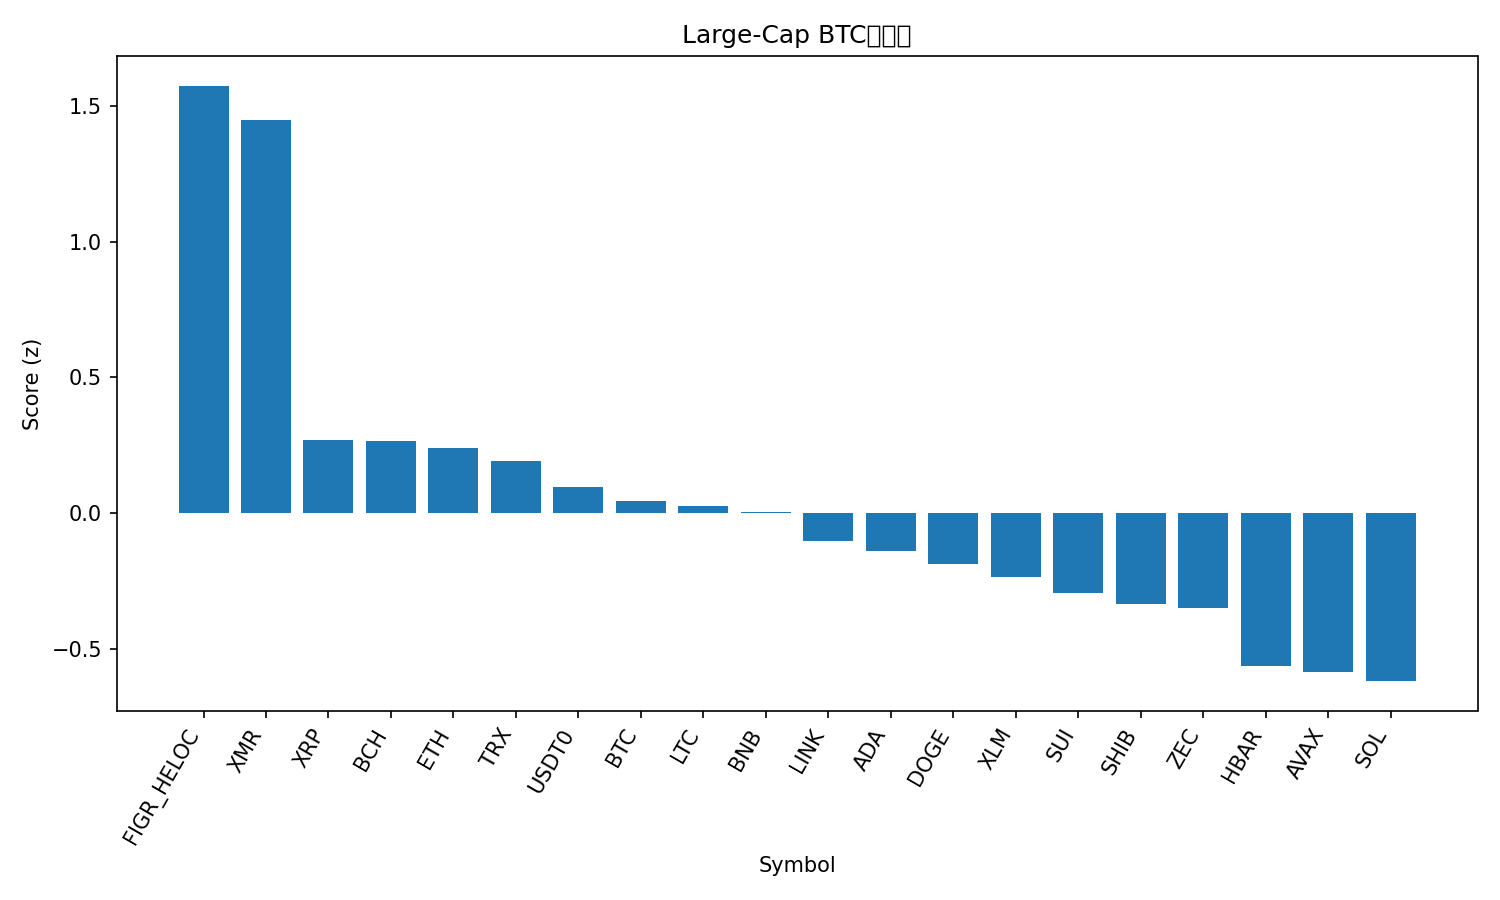 Large-Cap BTC
Score (z)
1.5
1.0
0.5
0.0
−0.5
FIGR_HELOC
XMR
XRP
BCH
ETH
TRX
USDT0
BTC
LTC
BNB
LINK
ADA
DOGE
XLM
SUI
SHIB
ZEC
HBAR
AVAX
SOL
Symbol